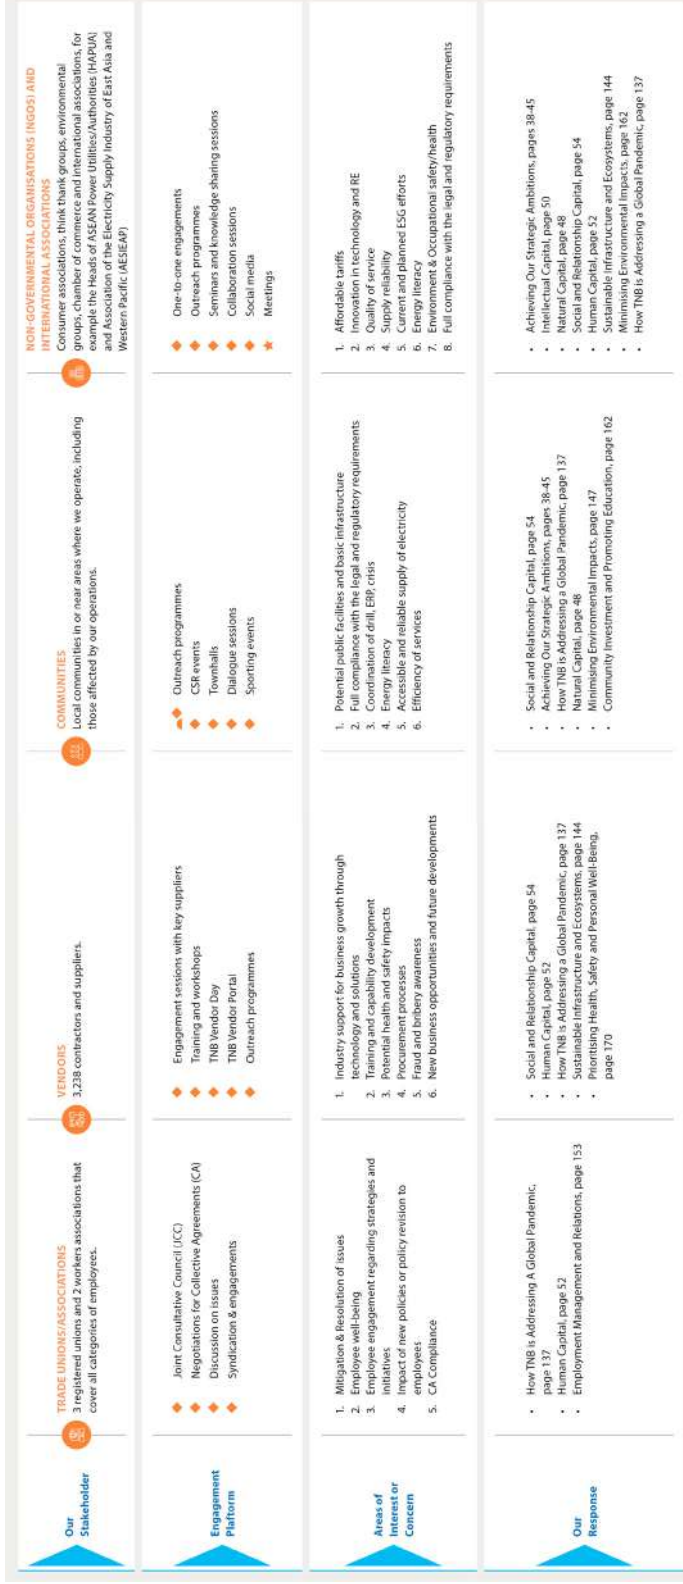 Our
Stakeholder
TRADE UNIONS/ASSOCIATIONS
3 registered unions and 2 workers associations that
cover all categories of employees.
VENDORS
3,238 contractors and suppliers.
COMMUNITIES
Local communities in or near areas where we operate, including
those affected by our operations.
NON-GOVERNMENTAL ORGANISATIONS (NGOS) AND
INTERNATIONAL ASSOCIATIONS
Consumer associations, think thank groups, environmental
groups, chamber of commerce and international associations, for
example the Heads of ASEAN Power Utilities/Authorities (HAPUA)
and Association of the Electricity Supply Industry of East Asia and
Western Pacific (AESIEAP)
Engagement
Plaftorm
Joint Consultative Council (JCC)
Negotiations for Collective Agreements (CA)
Discussion on issues
Syndication & engagements
Engagement sessions with key suppliers
Training and workshops
TNB Vendor Day
TNB Vendor Portal
Outreach programmes
Outreach programmes
CSR events
Townhalls
Dialogue sessions
Sporting events
One-to-one engagements
Outreach programmes
Seminars and knowledge sharing sessions
Collaboration sessions
Social media
Meetings
Areas of
Interest or
Concern
1. Mitigation & Resolution of issues
2. Employee well-being
3. Employee engagement regarding strategies and
initiatives
4. Impact of new policies or policy revision to
employees
5. CA Compliance
1. Industry support for business growth through
technology and solutions
2. Training and capability development
3. Potential health and safety impacts
4. Procurement processes
5. Fraud and bribery awareness
6. New business opportunities and future developments
1. Potential public facilities and basic infrastructure
2. Full compliance with the legal and regulatory requirements
3. Coordination of drill, ERP, crisis
4. Energy literacy
5. Accessible and reliable supply of electricity
6. Efficiency of services
1. Affordable tariffs
2. Innovation in technology and RE
3. Quality of service
4. Supply reliability
5. Current and planned ESG efforts
6. Energy literacy
7. Environment & Occupational safety/health
8. Full compliance with the legal and regulatory requirements
Our
Response
• How TNB is Addressing A Global Pandemic,
page 137
• Human Capital, page 52
• Employment Management and Relations, page 153
• Social and Relationship Capital, page 54
• Human Capital, page 52
• How TNB is Addressing a Global Pandemic, page 137
• Sustainable Infrastructure and Ecosystems, page 144
• Prioritising Health, Safety and Personal Well-Being,
page 170
• Social and Relationship Capital, page 54
• Achieving Our Strategic Ambitions, pages 38-45
• How TNB is Addressing a Global Pandemic, page 137
• Natural Capital, page 48
• Minimising Environmental Impacts, page 147
• Community Investment and Promoting Education, page 162
• Achieving Our Strategic Ambitions, pages 38-45
• Intellectual Capital, page 50
• Natural Capital, page 48
• Social and Relationship Capital, page 54
• Human Capital, page 52
• Sustainable Infrastructure and Ecosystems, page 144
• Minimising Environmental Impacts, page 162
• How TNB is Addressing a Global Pandemic, page 137